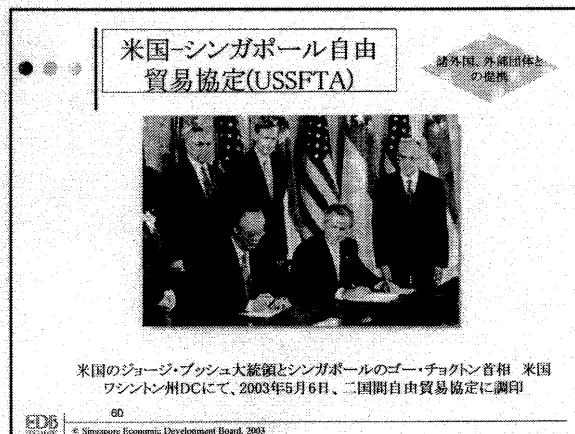 米国-シンガポール自由
貿易協定(USSFTA)
諸外国、外部団体と
の提携
米国のジョージ・ブッシュ大統領とシンガポールのゴー・チョクトン首相 米国
ワシントン州DCにて、2003年5月6日、二国間自由貿易協定に調印
60
EDB
© Singapore Economic Development Board, 2003